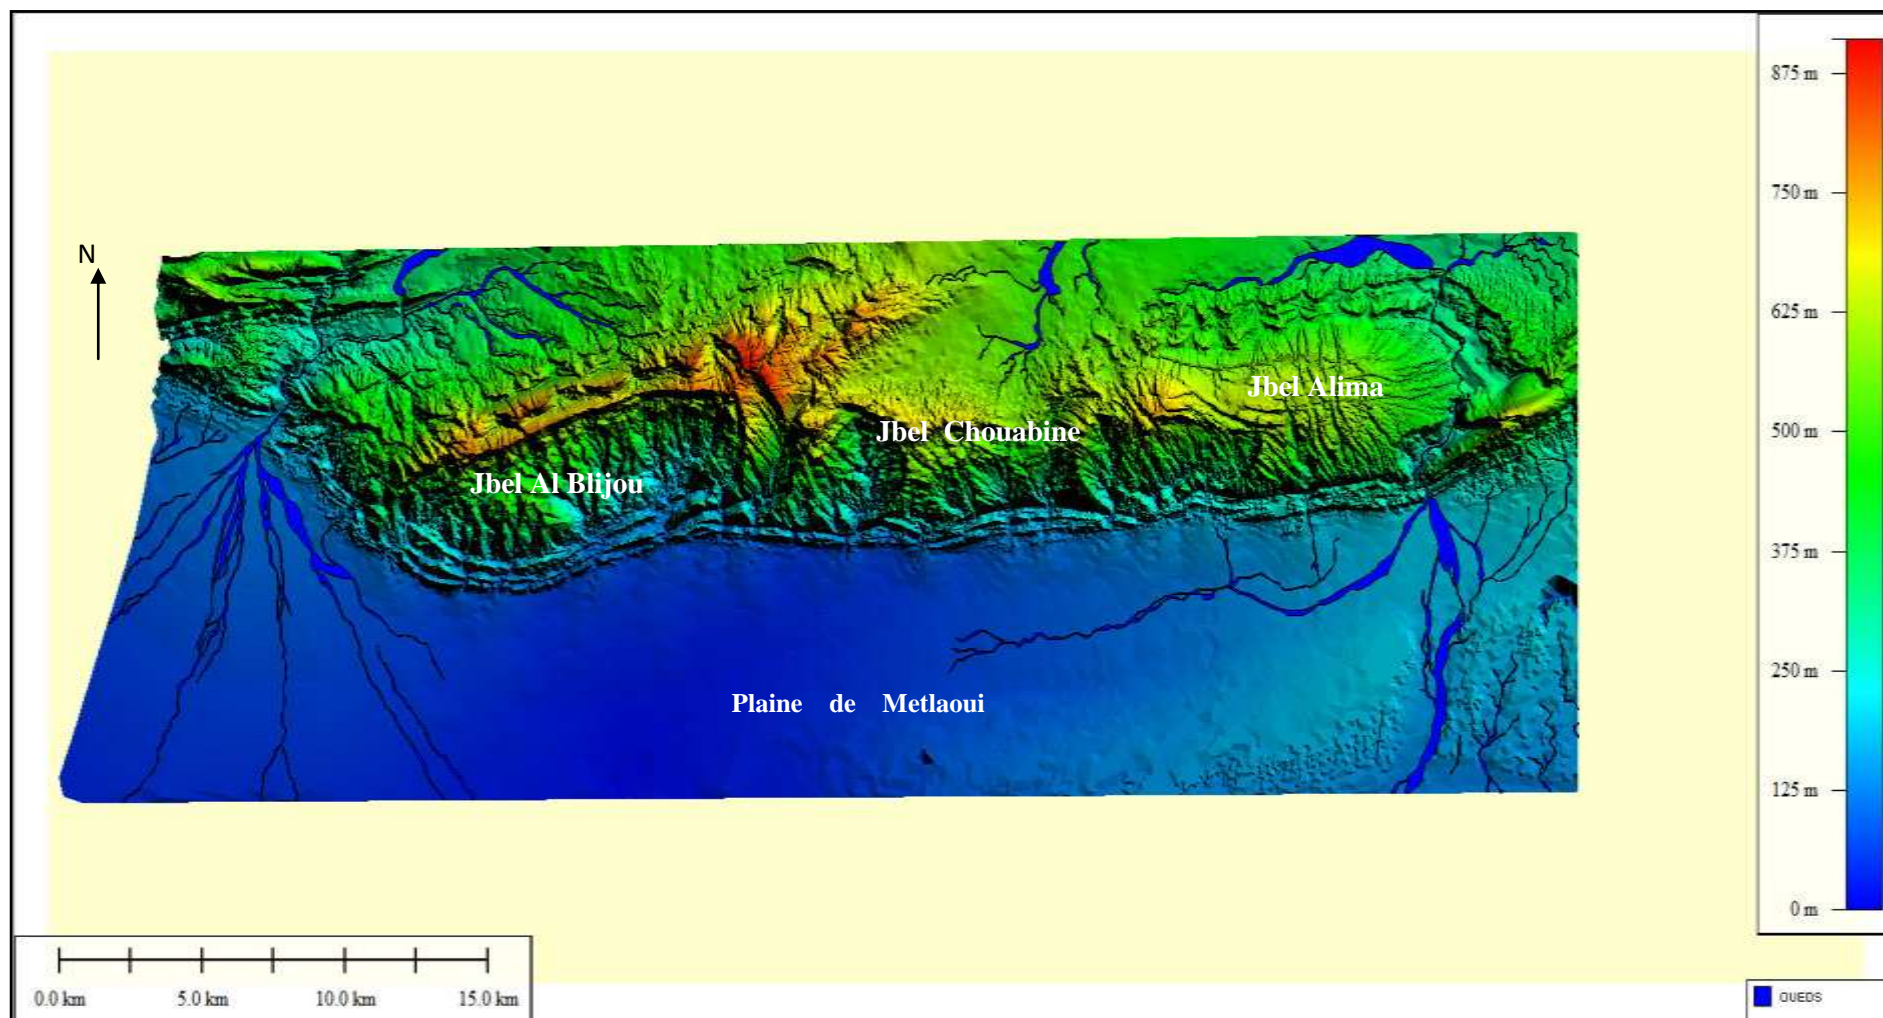 N
Jbel Alima
Jbel Chouabine
Jbel Al Blijou
Plaine de Metlaoui
875 m
750 m
625 m
500 m
375 m
250 m
125 m
0 m
0.0 km 5.0 km 10.0 km 15.0 km
OUEDS